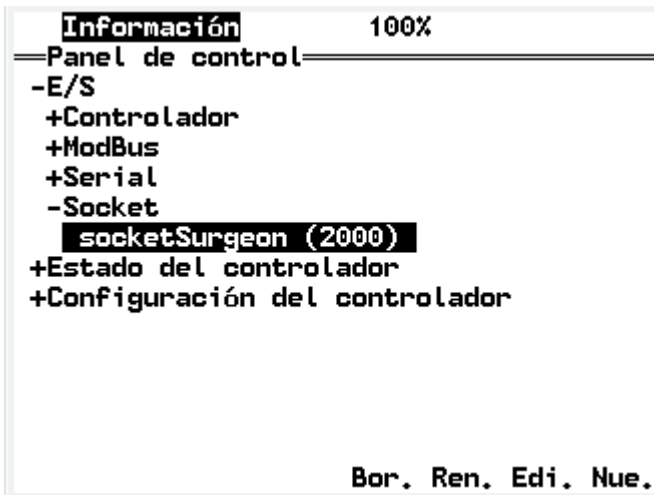 Información 100%
Panel de control
-E/S
+Controlador
+ModBus
+Serial
-Socket
socketSurgeon (2000)
+Estado del controlador
+Configuración del controlador
Bor. Ren. Edi. Nue.